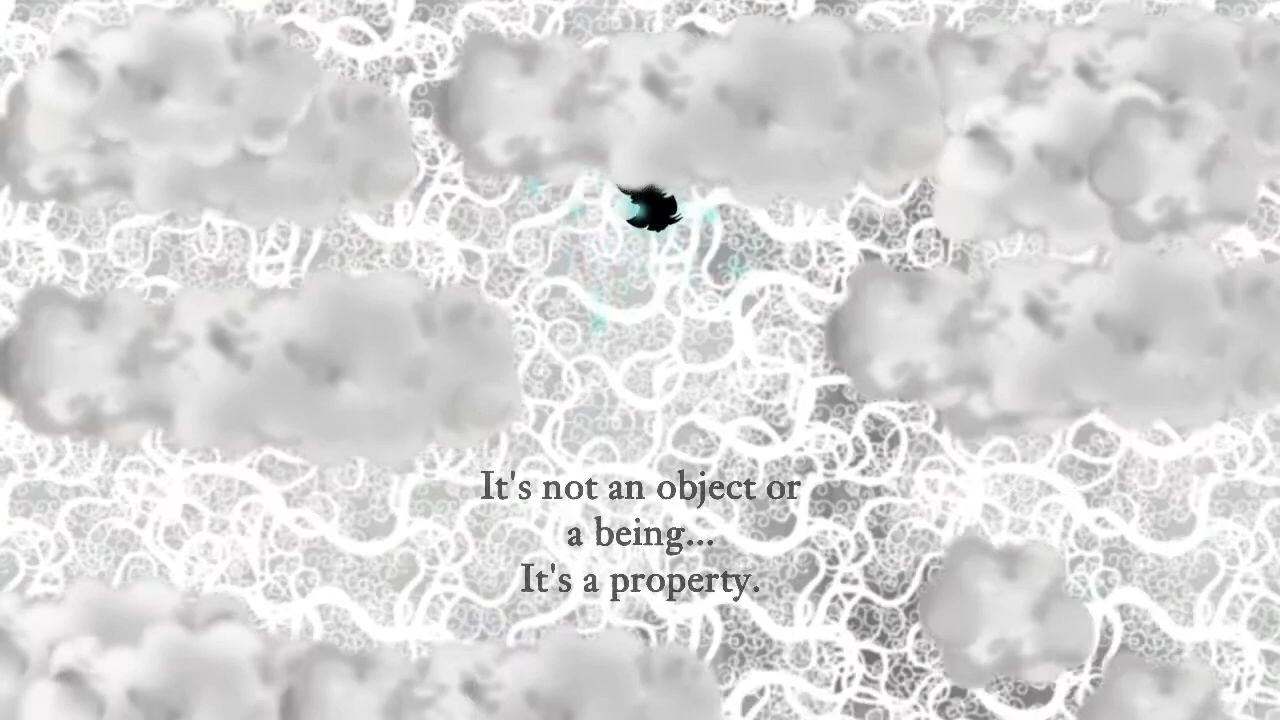 It's not an object or
a being...
It's a property.